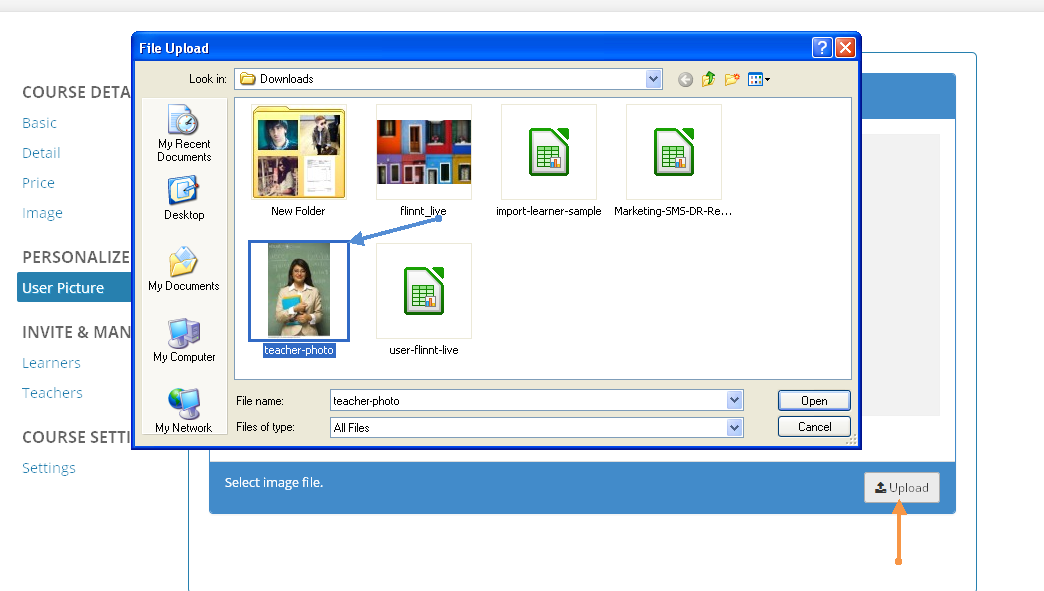 File Upload
Look in:
Downloads
COURSE DETA
Basic
Detail
Price
Image
PERSONALIZE
User Picture
INVITE & MAN
Learners
Teachers
COURSE SETTI
Settings
My Recent
Documents
Desktop
My Documents
My Computer
My Network
New Folder
flinnt_live
import-learner-sample
Marketing-SMS-DR-Re...
teacher-photo
user-flinnt-live
File name:
teacher-photo
Open
Files of type:
All Files
Cancel
Select image file.
Upload